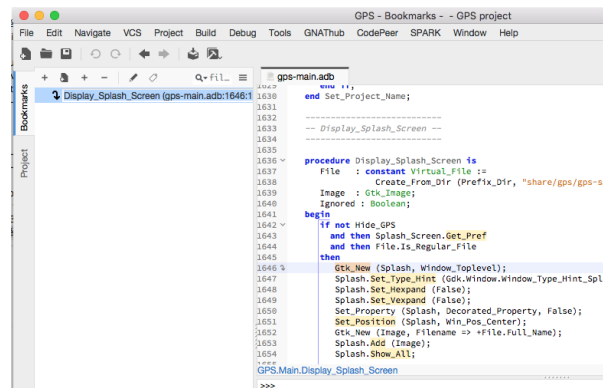 GPS - Bookmarks - - GPS project
File Edit Navigate VCS Project Build Debug Tools GNAThub CodePeer SPARK Window Help
fil_
gps-main.adb
Bookmarks
Project
Display_Splash_Screen (gps-main.adb:1646:1
1629 end if;
1630 end Set_Project_Name;
1631
1632 ---------------------------
1633 -- Display_Splash_Screen --
1634 ---------------------------
1635
1636 procedure Display_Splash_Screen is
1637 File : constant Virtual_File :=
1638 Create_From_Dir (Prefix_Dir, "share/gps/gps-s
1639 Image : Gtk_Image;
1640 Ignored : Boolean;
1641 begin
1642 if not Hide_GPS
1643 and then Splash_Screen.Get_Pref
1644 and then File.Is_Regular_File
1645 then
1646 Gtk_New (Splash, Window_Toplevel);
1647 Splash.Set_Type_Hint (Gdk.Window.Window_Type_Hint_Spl
1648 Splash.Set_Hexpand (False);
1649 Splash.Set_Vexpand (False);
1650 Set_Property (Splash, Decorated_Property, False);
1651 Set_Position (Splash, Win_Pos_Center);
1652 Gtk_New (Image, Filename => +File.Full_Name);
1653 Splash.Add (Image);
1654 Splash.Show_All;
GPS.Main.Display_Splash_Screen
>>>